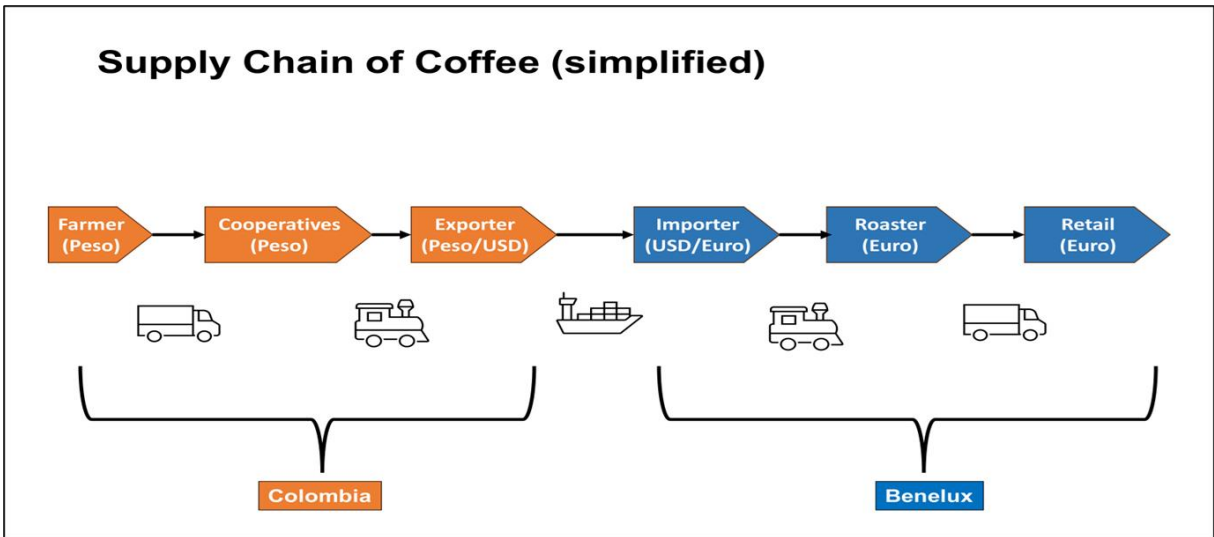 Supply Chain of Coffee (simplified)
Farmer
(Peso)
Cooperatives
(Peso)
Exporter
(Peso/USD)
Importer
(USD/Euro)
Roaster
(Euro)
Retail
(Euro)
Colombia
Benelux